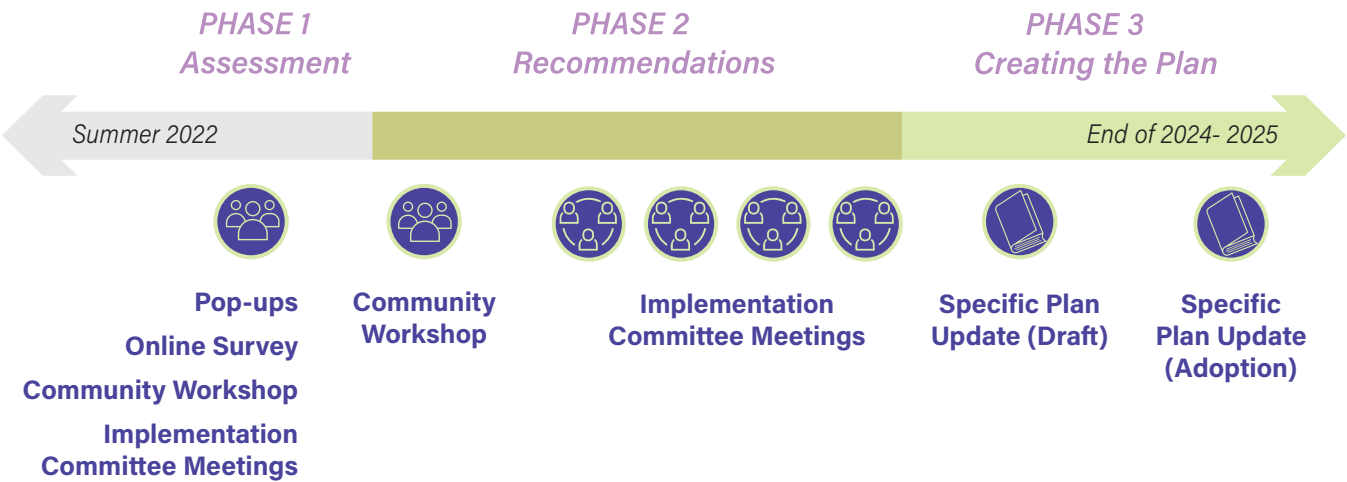 PHASE 1
Assessment
PHASE 2
Recommendations
PHASE 3
Creating the Plan
Summer 2022
End of 2024- 2025
Pop-ups
Online Survey
Community Workshop
Implementation
Committee Meetings
Community
Workshop
Implementation
Committee Meetings
Specific Plan
Update (Draft)
Specific
Plan Update
(Adoption)